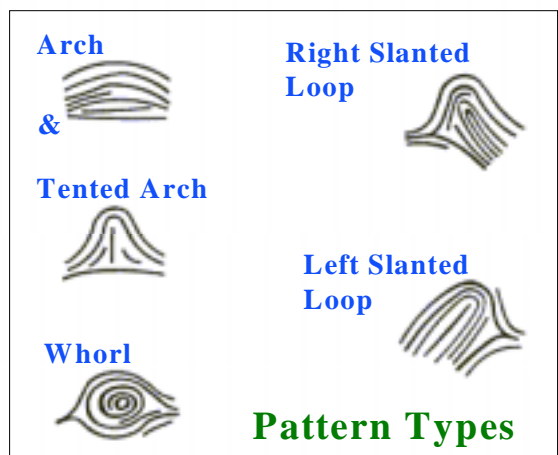 Arch
&
Tented Arch
Whorl
Right Slanted
Loop
Left Slanted
Loop
Pattern Types